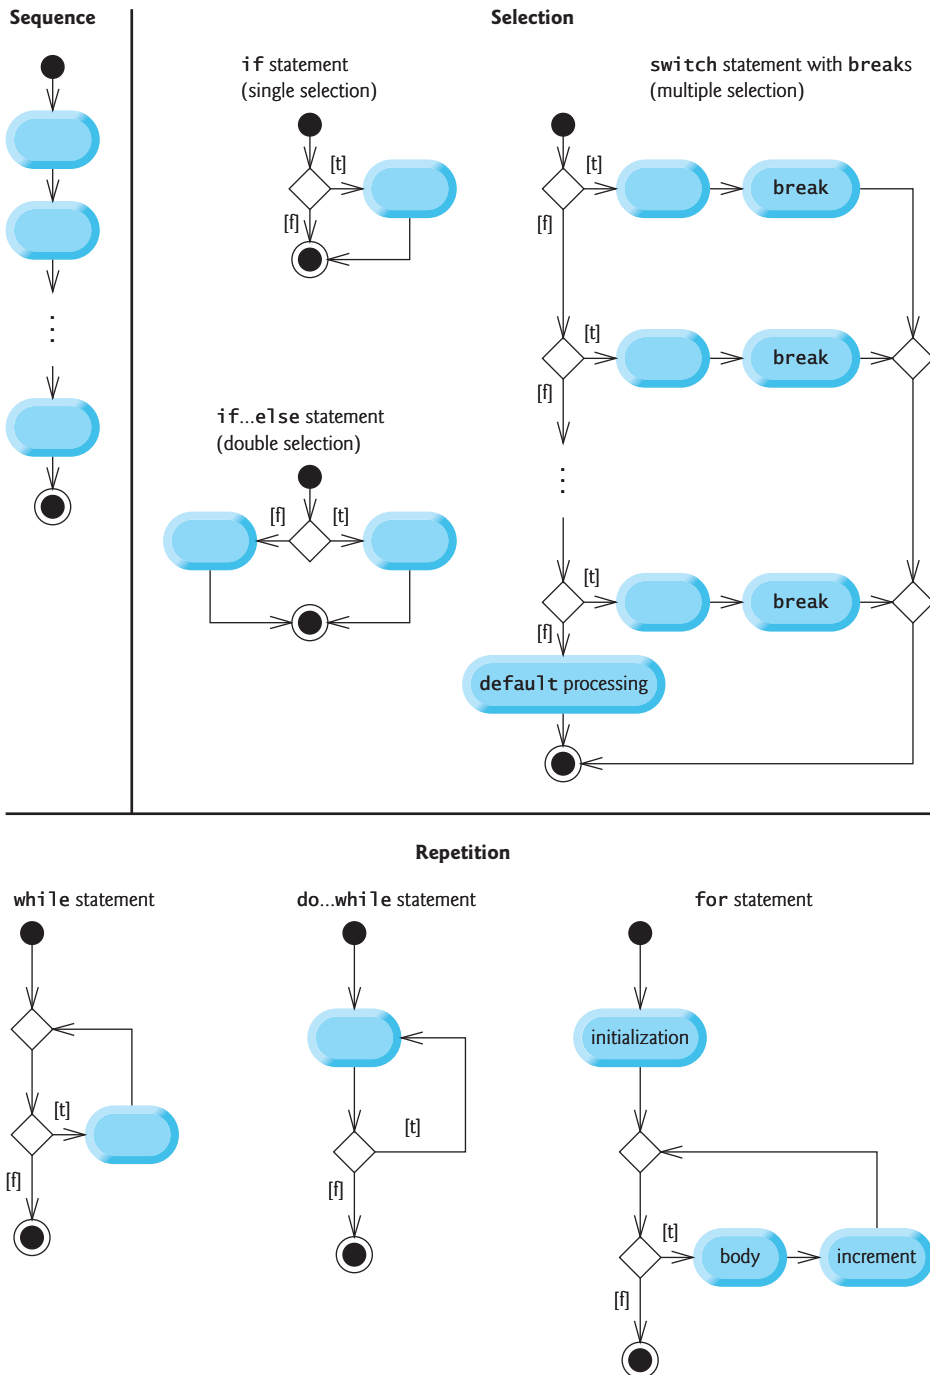 Sequence
Selection
if statement
(single selection)
[t]
[f]
if...else statement
(double selection)
[f]
[t]
switch statement with breaks
(multiple selection)
[t]
break
[f]
[t]
break
[f]
[t]
break
[f]
default processing
Repetition
while statement
[t]
[f]
do...while statement
[t]
[f]
for statement
initialization
[t]
body
increment
[f]